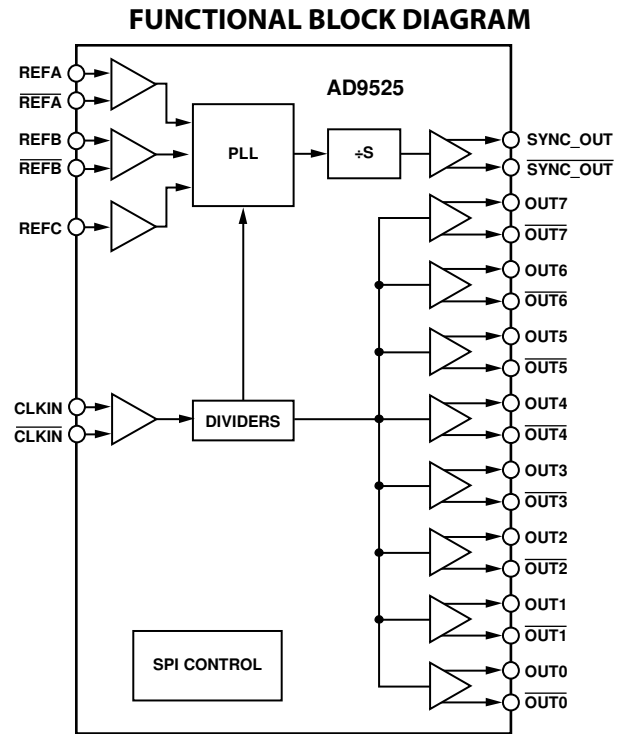 FUNCTIONAL BLOCK DIAGRAM
AD9525
REFA
REFA
REFB
REFB
REFC
PLL
÷S
SYNC_OUT
SYNC_OUT
OUT7
OUT7
OUT6
OUT6
OUT5
OUT5
CLKIN
CLKIN
DIVIDERS
OUT4
OUT4
OUT3
OUT3
OUT2
OUT2
OUT1
OUT1
SPI CONTROL
OUT0
OUT0